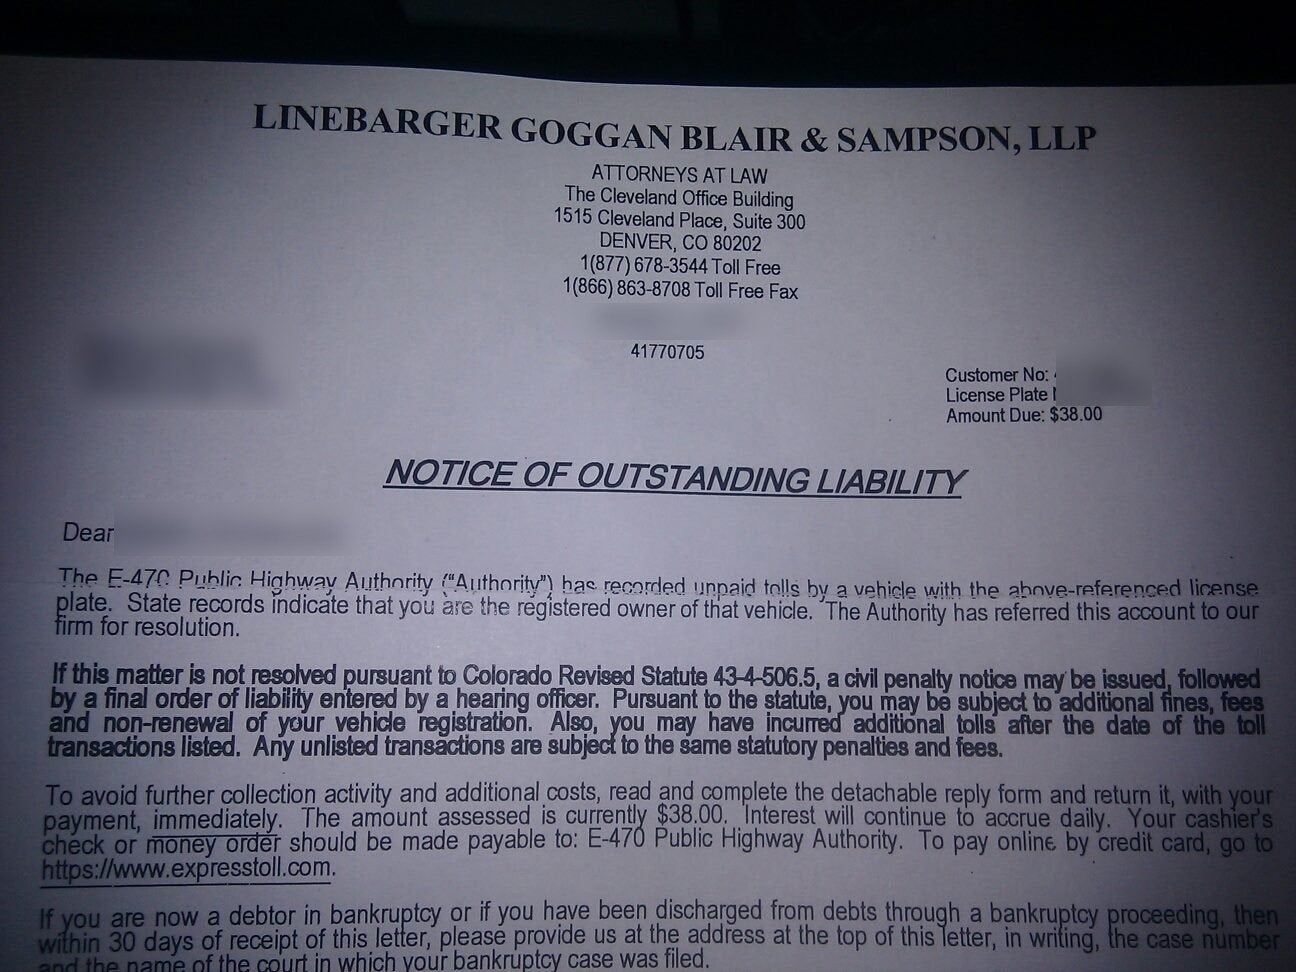 LINEBARGER GOGGAN BLAIR & SAMPSON, LLP
ATTORNEYS AT LAW
The Cleveland Office Building
1515 Cleveland Place, Suite 300
DENVER, CO 80202
1(877) 678-3544 Toll Free
1(866) 863-8708 Toll Free Fax
41770705
Customer No:
License Plate
Amount Due: $38.00
NOTICE OF OUTSTANDING LIABILITY
Dear
The E-470 Public Highway Authority ("Authority") has recorded unpaid tolls by a vehicle with the above-referenced license
plate. State records indicate that you are the registered owner of that vehicle. The Authority has referred this account to our
firm for resolution.
If this matter is not resolved pursuant to Colorado Revised Statute 43-4-506.5, a civil penalty notice may be issued, followed
by a final order of liability entered by a hearing officer. Pursuant to the statute, you may be subject to additional fines, fees
and non-renewal of your vehicle registration. Also, you may have incurred additional tolls after the date of the toll
transactions listed. Any unlisted transactions are subject to the same statutory penalties and fees.
To avoid further collection activity and additional costs, read and complete the detachable reply form and return it, with your
payment, immediately. The amount assessed is currently $38.00. Interest will continue to accrue daily. Your cashier's
check or money order should be made payable to: E-470 Public Highway Authority. To pay online by credit card, go to
https://www.expresstoll.com.
If you are now a debtor in bankruptcy or if you have been discharged from debts through a bankruptcy proceeding, then
within 30 days of receipt of this letter, please provide us at the address at the top of this letter, in writing, the case number
and the name of the court in which your bankruptcy case was filed.